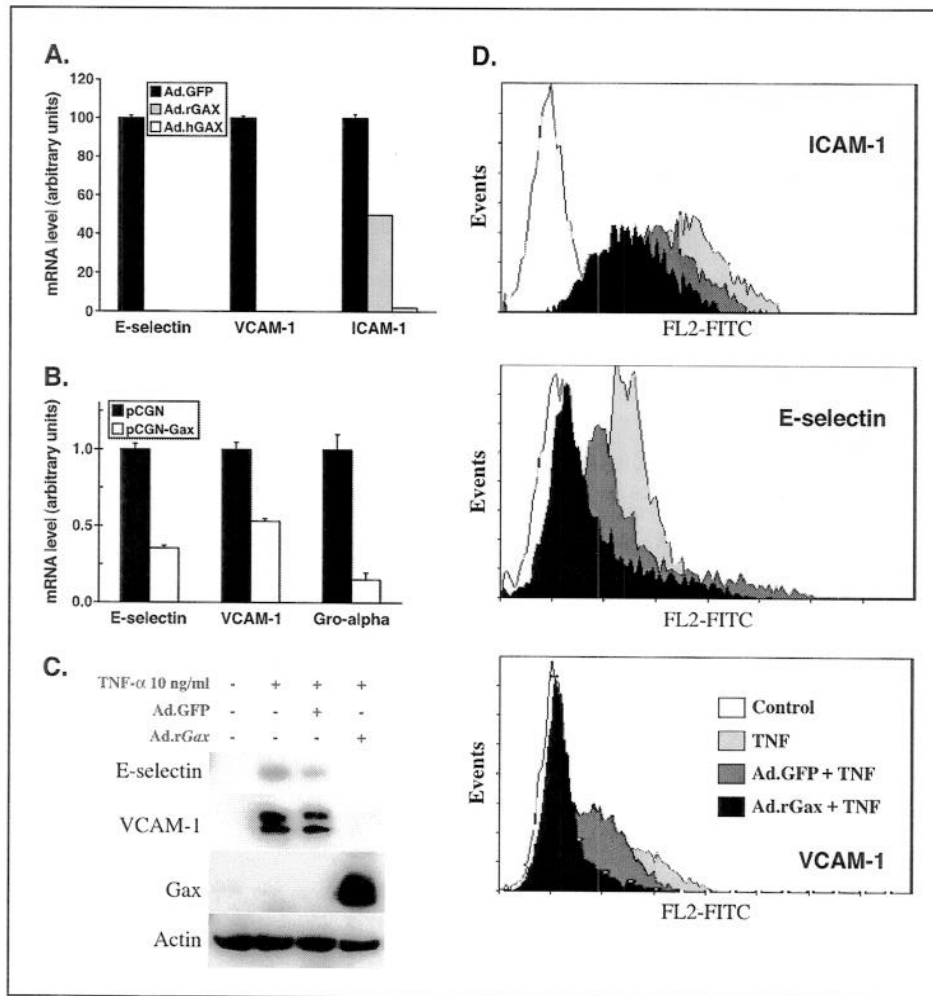 A.
120
100
80
60
40
20
0
mRNA level (arbitrary units)
Ad.GFP
Ad.rGAX
Ad.hGAX
E-selectin VCAM-1 ICAM-1
B.
1.0
0.5
0.0
mRNA level (arbitrary units)
pCGN
pCGN-Gax
E-selectin VCAM-1 Gro-alpha
C.
TNF-α 10 ng/ml - + + +
Ad.GFP - - + -
Ad.rGax - - - +
E-selectin
VCAM-1
Gax
Actin
D.
Events
ICAM-1
FL2-FITC
Events
E-selectin
FL2-FITC
Events
Control
TNF
Ad.GFP + TNF
Ad.rGax + TNF
VCAM-1
FL2-FITC